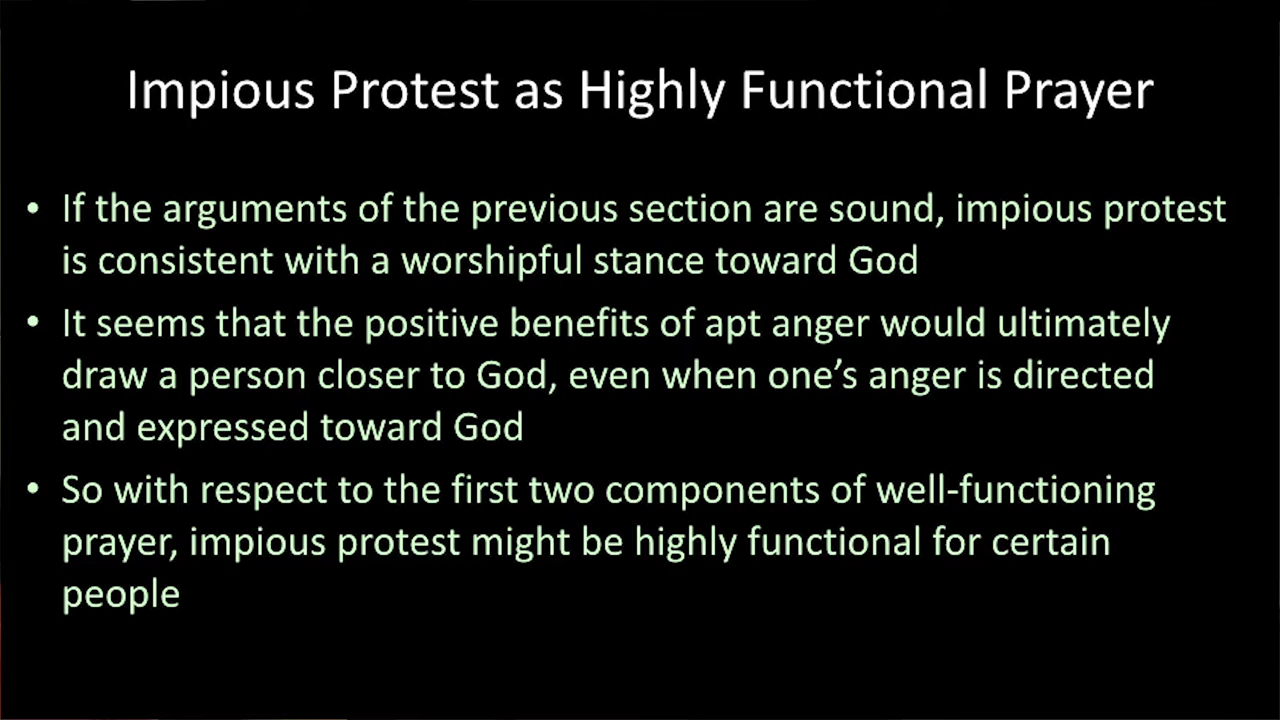 Impious Protest as Highly Functional Prayer
• If the arguments of the previous section are sound, impious protest
is consistent with a worshipful stance toward God
• It seems that the positive benefits of apt anger would ultimately
draw a person closer to God, even when one’s anger is directed
and expressed toward God
• So with respect to the first two components of well-functioning
prayer, impious protest might be highly functional for certain
people